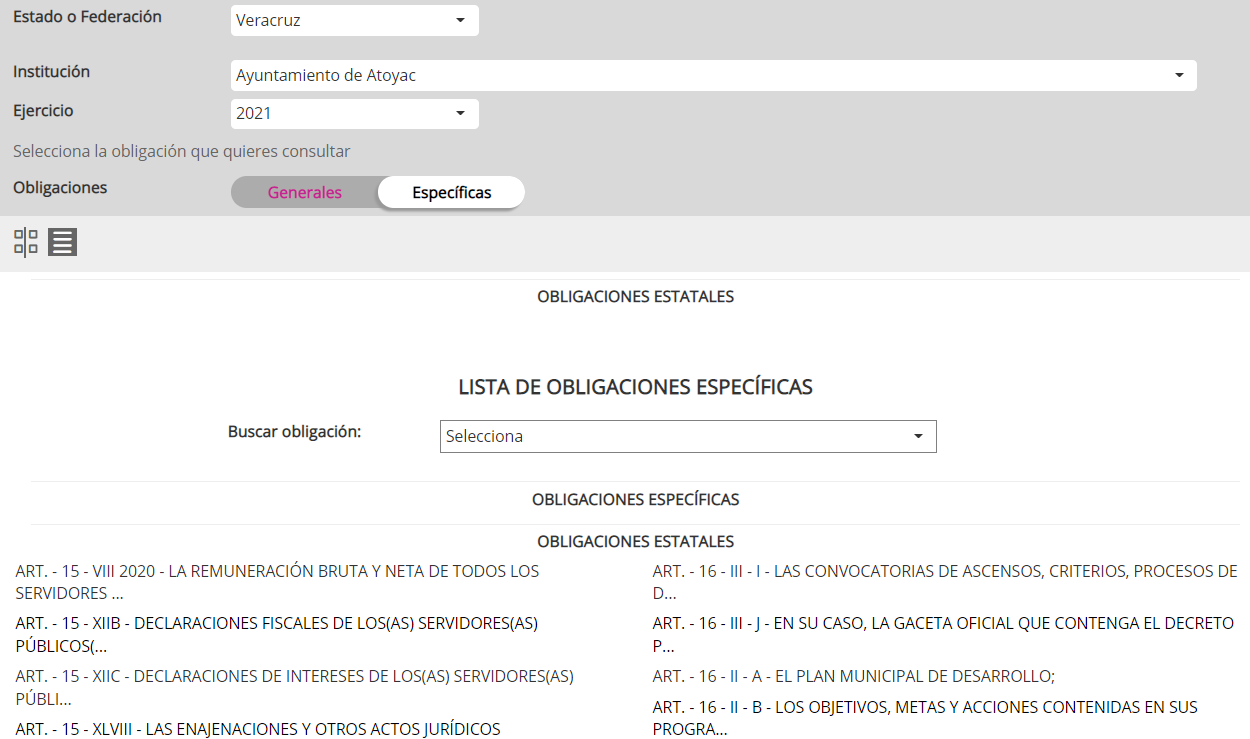 Estado o Federación
Veracruz
Institución
Ayuntamiento de Atoyac
Ejercicio
2021
Selecciona la obligación que quieres consultar
Obligaciones
Generales
Específicas
OBLIGACIONES ESTATALES
LISTA DE OBLIGACIONES ESPECÍFICAS
Buscar obligación:
Selecciona
OBLIGACIONES ESPECÍFICAS
OBLIGACIONES ESTATALES
ART. - 15 - VIII 2020 - LA REMUNERACIÓN BRUTA Y NETA DE TODOS LOS
SERVIDORES ...
ART. - 15 - XIIB - DECLARACIONES FISCALES DE LOS(AS) SERVIDORES(AS)
PÚBLICOS(...
ART. - 15 - XIIC - DECLARACIONES DE INTERESES DE LOS(AS) SERVIDORES(AS)
PÚBLI...
ART. - 15 - XLVIII - LAS ENAJENACIONES Y OTROS ACTOS JURÍDICOS
ART. - 16 - III - I - LAS CONVOCATORIAS DE ASCENSOS, CRITERIOS, PROCESOS DE
D...
ART. - 16 - III - J - EN SU CASO, LA GACETA OFICIAL QUE CONTENGA EL DECRETO
P...
ART. - 16 - II - A - EL PLAN MUNICIPAL DE DESARROLLO;
ART. - 16 - II - B - LOS OBJETIVOS, METAS Y ACCIONES CONTENIDAS EN SUS
PROGRA...